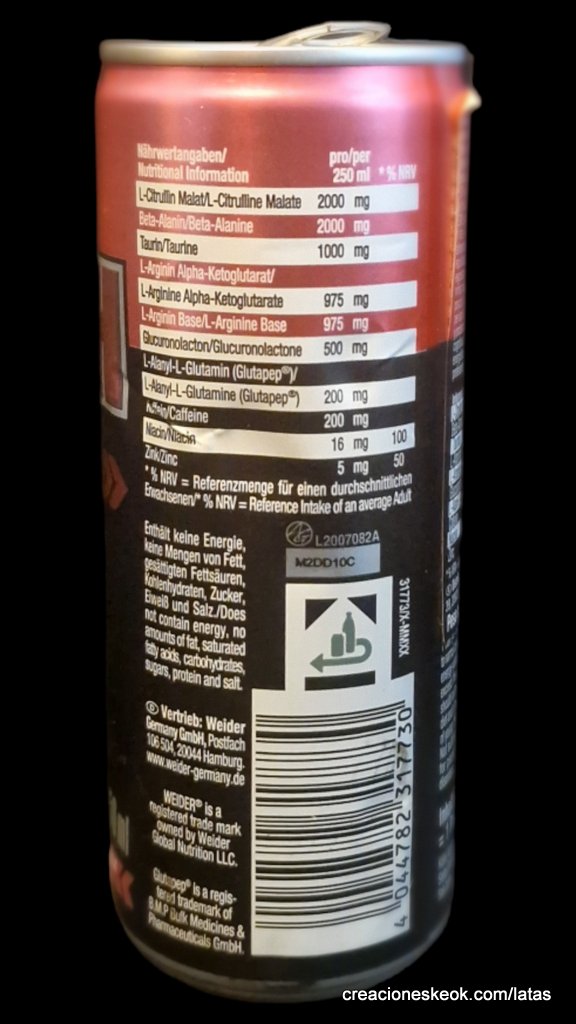 Nährwertangaben/ pro/per
Nutritional Information 250 ml * % NRV
L-Citrullin Malat/L-Citrulline Malate 2000 mg
Beta-Alanin/Beta-Alanine 2000 mg
Taurin/Taurine 1000 mg
L-Arginin Alpha-Ketoglutarat/
L-Arginine Alpha-Ketoglutarate 975 mg
L-Arginin Base/L-Arginine Base 975 mg
Glucuronolacton/Glucuronolactone 500 mg
L-Alanyl-L-Glutamin (Glutapep®)/
L-Alanyl-L-Glutamine (Glutapep®) 200 mg
Koffein/Caffeine 200 mg
Niacin/Niacin 16 mg 100
Zink/Zinc 5 mg 50
* % NRV = Referenzmenge für einen durchschnittlichen
Erwachsenen/* % NRV = Reference Intake of an average Adult
Enthält keine Energie,
keine Mengen von Fett,
gesättigten Fettsäuren,
Kohlenhydraten, Zucker,
Eiweiß und Salz./Does
not contain energy, no
amounts of fat, saturated
fatty acids, carbohydrates,
sugars, protein and salt.
L2007082A
M2DD10C
31773/X-MMXX
Ⓓ Vertrieb: Weider
Germany GmbH, Postfach
106 504, 20044 Hamburg.
www.weider-germany.de
WEIDER® is a
registered trade mark
owned by Weider
Global Nutrition LLC.
Glutapep® is a regis-
tered trademark of
B.M.P Bulk Medicines &
Pharmaceuticals GmbH.
4 044782 317730
creacioneskeok.com/latas